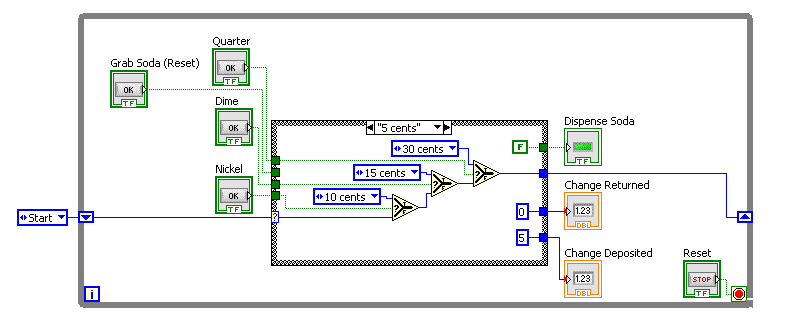 Quarter
OK
TF
Grab Soda (Reset)
OK
TF
Dime
OK
TF
Nickel
OK
TF
"5 cents"
30 cents
?
F
15 cents
?
F
10 cents
?
F
Start
?
F
Dispense Soda
TF
Change Returned
0
1.23
DBL
5
Change Deposited
1.23
DBL
Reset
STOP
TF
i